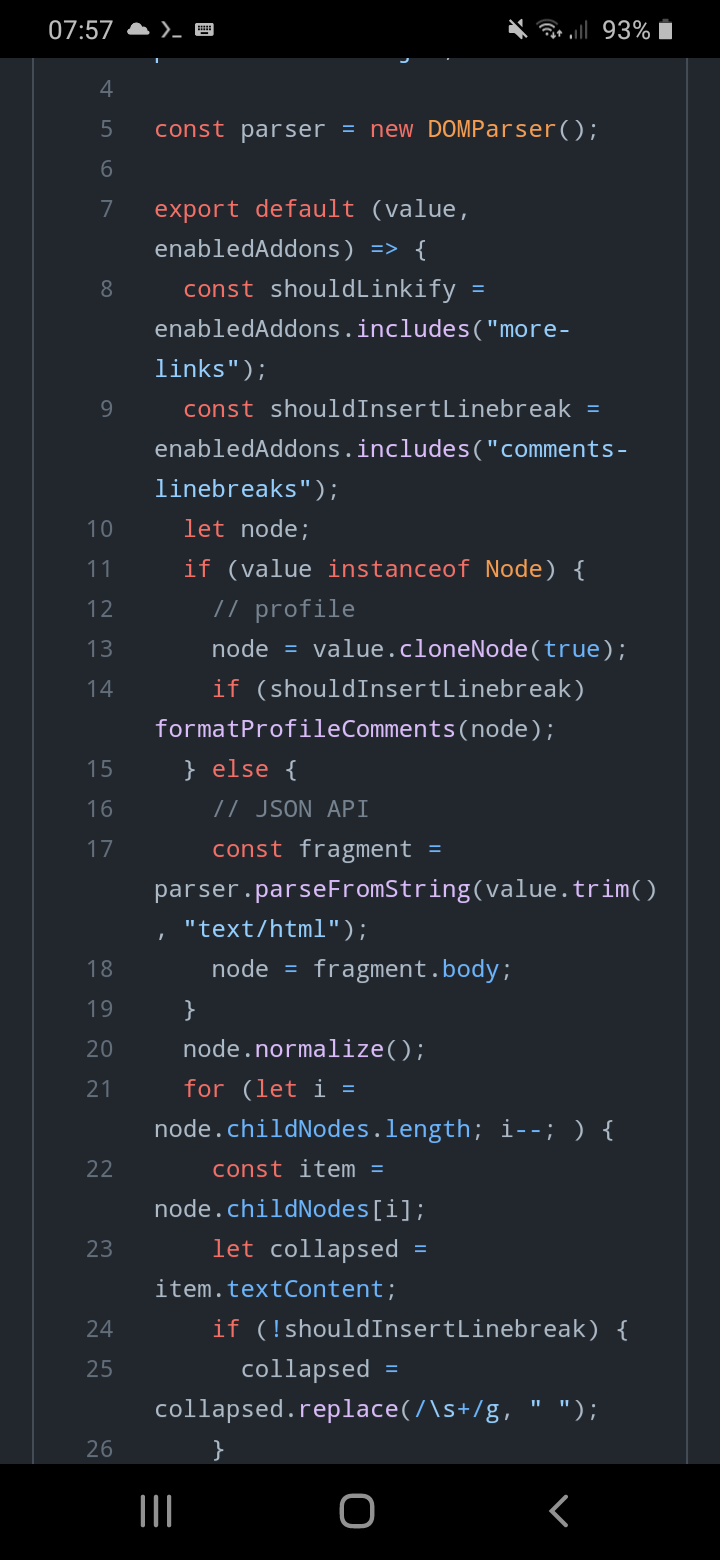 07:57 93%
4
5 const parser = new DOMParser();
6
7 export default (value,
enabledAddons) => {
8 const shouldLinkify =
enabledAddons.includes("more-
links");
9 const shouldInsertLinebreak =
enabledAddons.includes("comments-
linebreaks");
10 let node;
11 if (value instanceof Node) {
12 // profile
13 node = value.cloneNode(true);
14 if (shouldInsertLinebreak)
formatProfileComments(node);
15 } else {
16 // JSON API
17 const fragment =
parser.parseFromString(value.trim()
, "text/html");
18 node = fragment.body;
19 }
20 node.normalize();
21 for (let i =
node.childNodes.length; i--; ) {
22 const item =
node.childNodes[i];
23 let collapsed =
item.textContent;
24 if (!shouldInsertLinebreak) {
25 collapsed =
collapsed.replace(/\s+/g, " ");
26 }